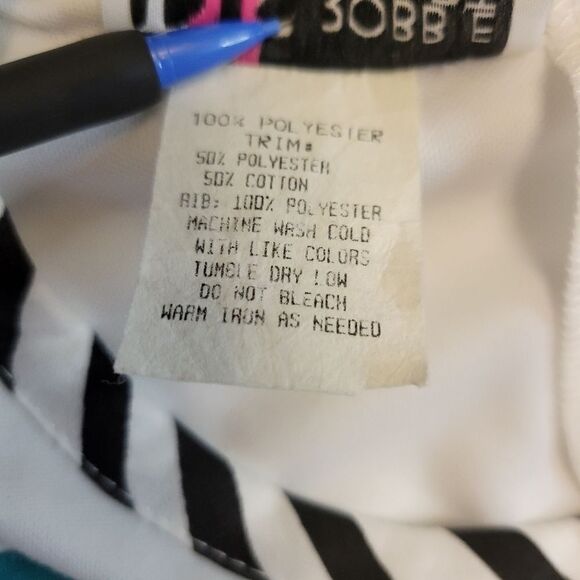 100% POLYESTER
TRIM:
50% POLYESTER
50% COTTON
RIB: 100% POLYESTER
MACHINE WASH COLD
WITH LIKE COLORS
TUMBLE DRY LOW
DO NOT BLEACH
WARM IRON AS NEEDED